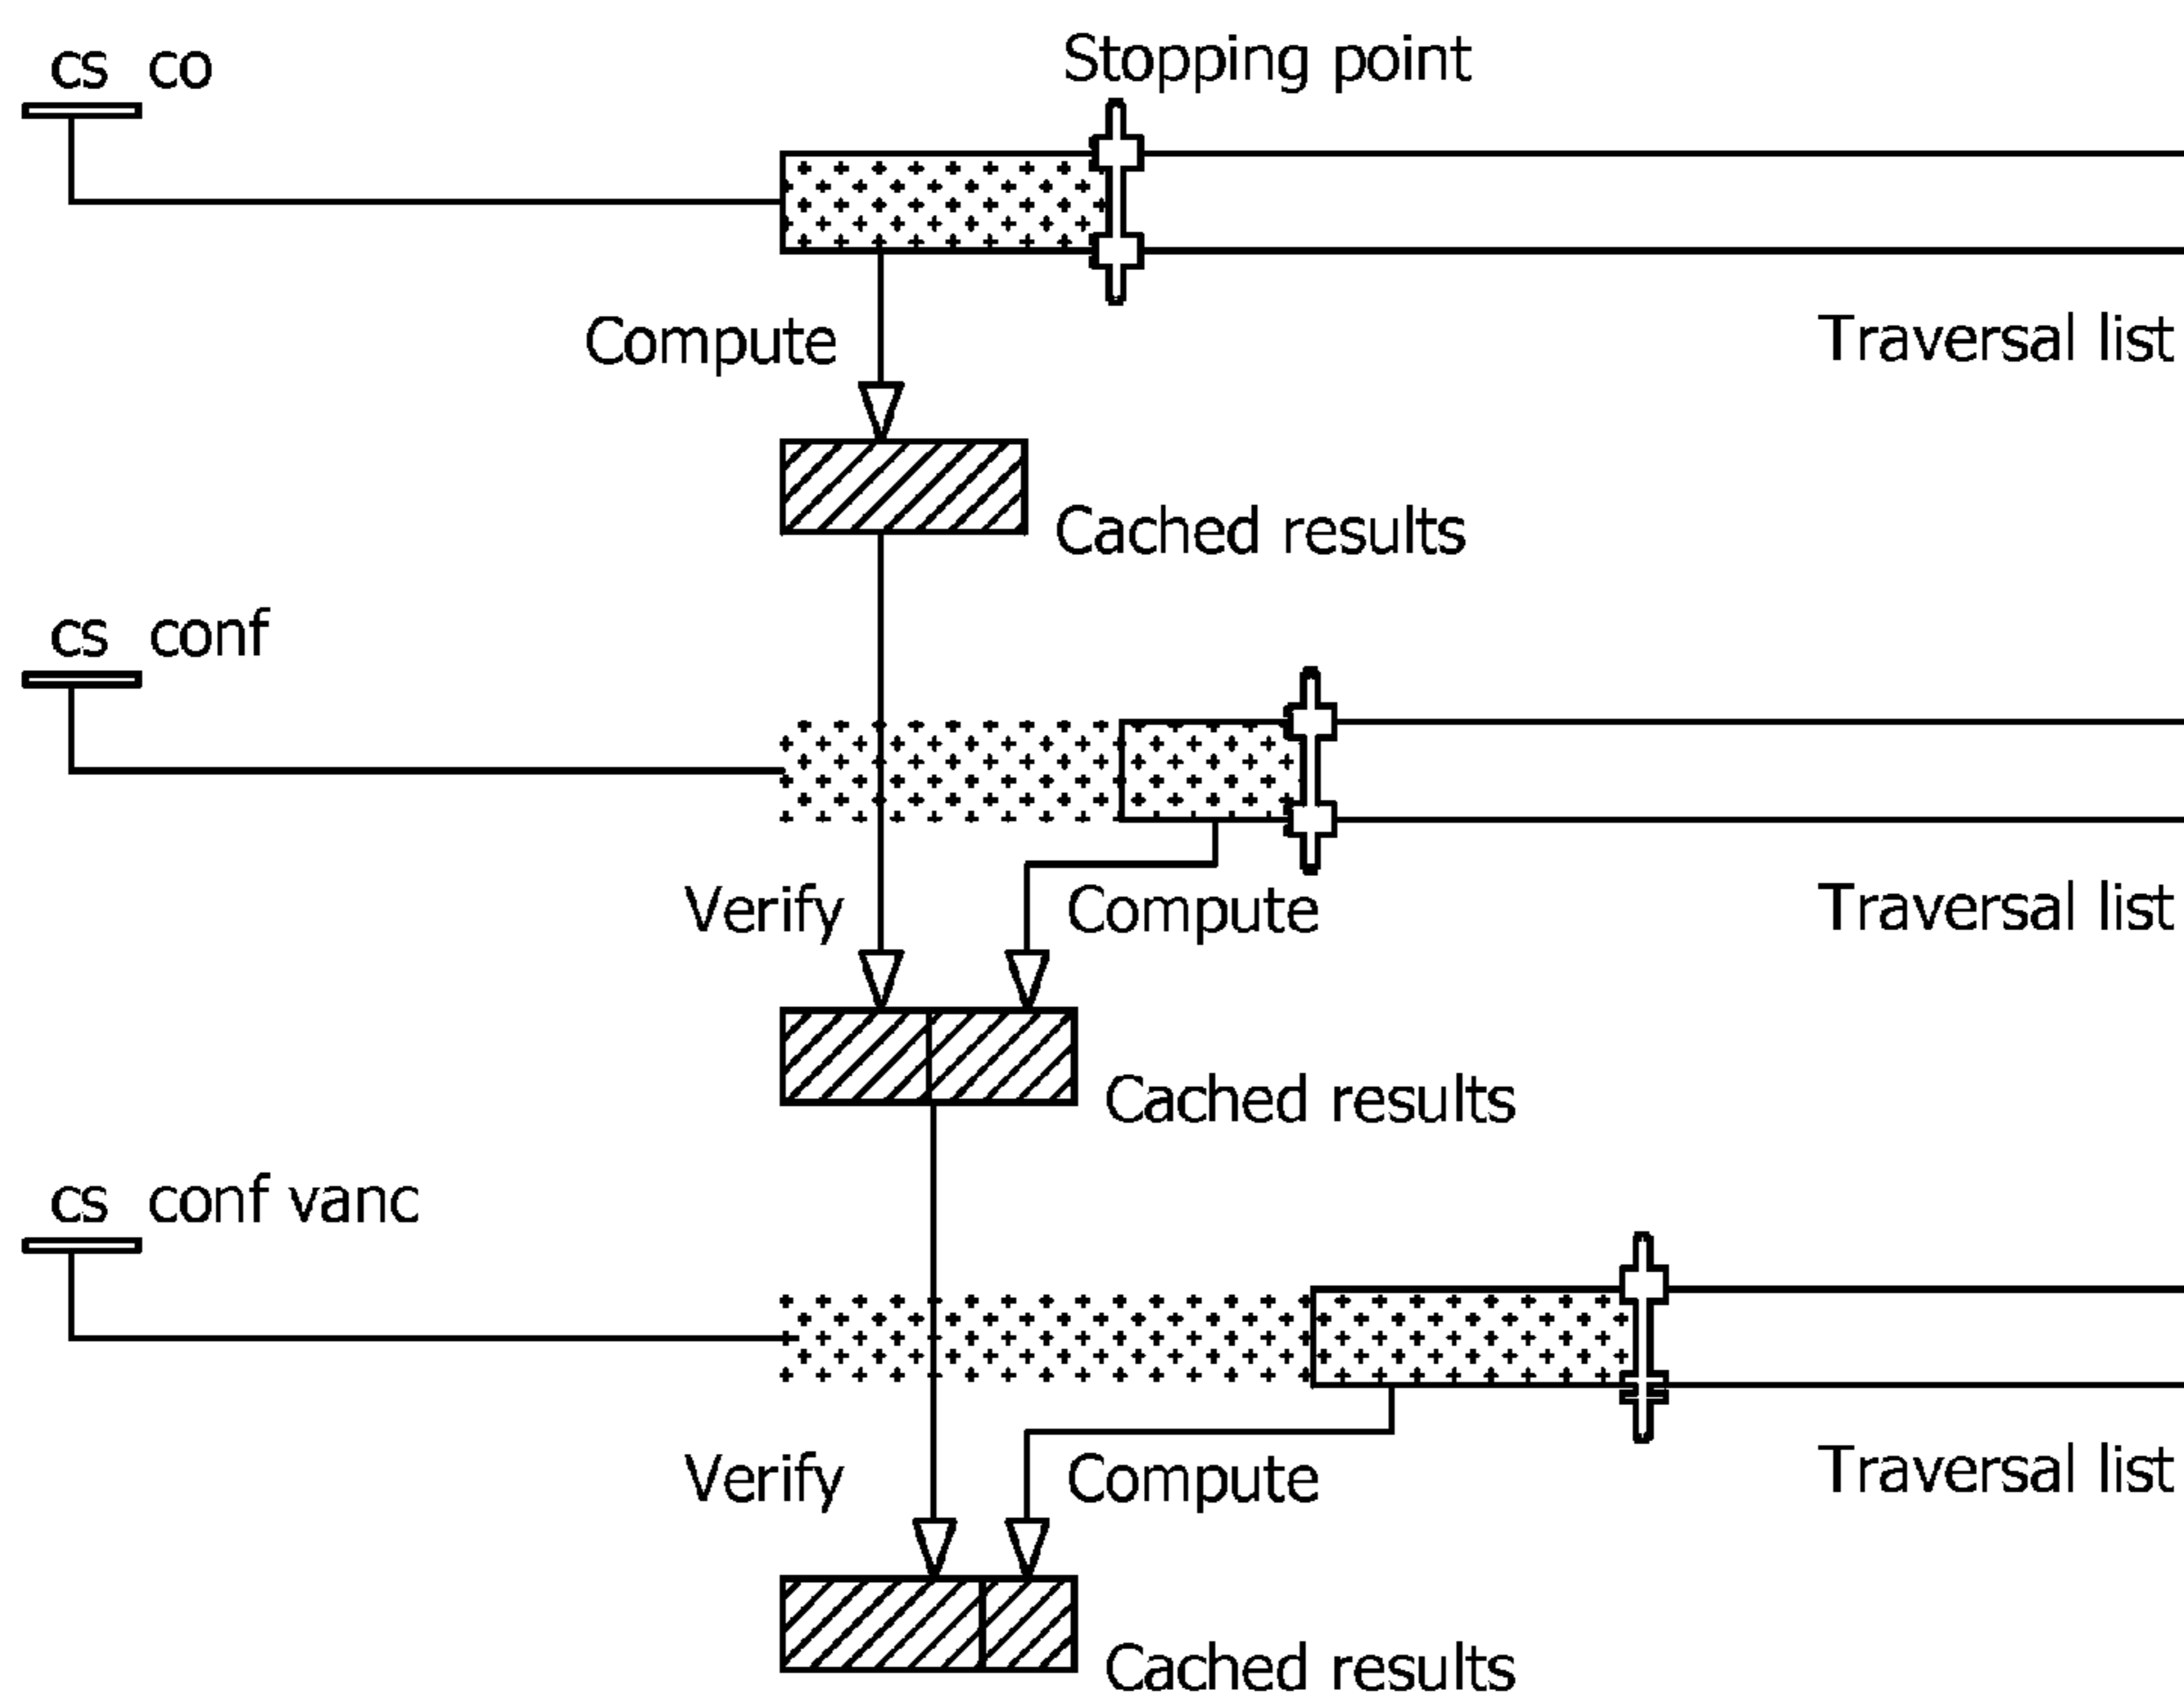 cs co
Stopping point
Compute
Traversal list
Cached results
cs conf
Verify
Compute
Traversal list
Cached results
cs conf vanc
Verify
Compute
Traversal list
Cached results